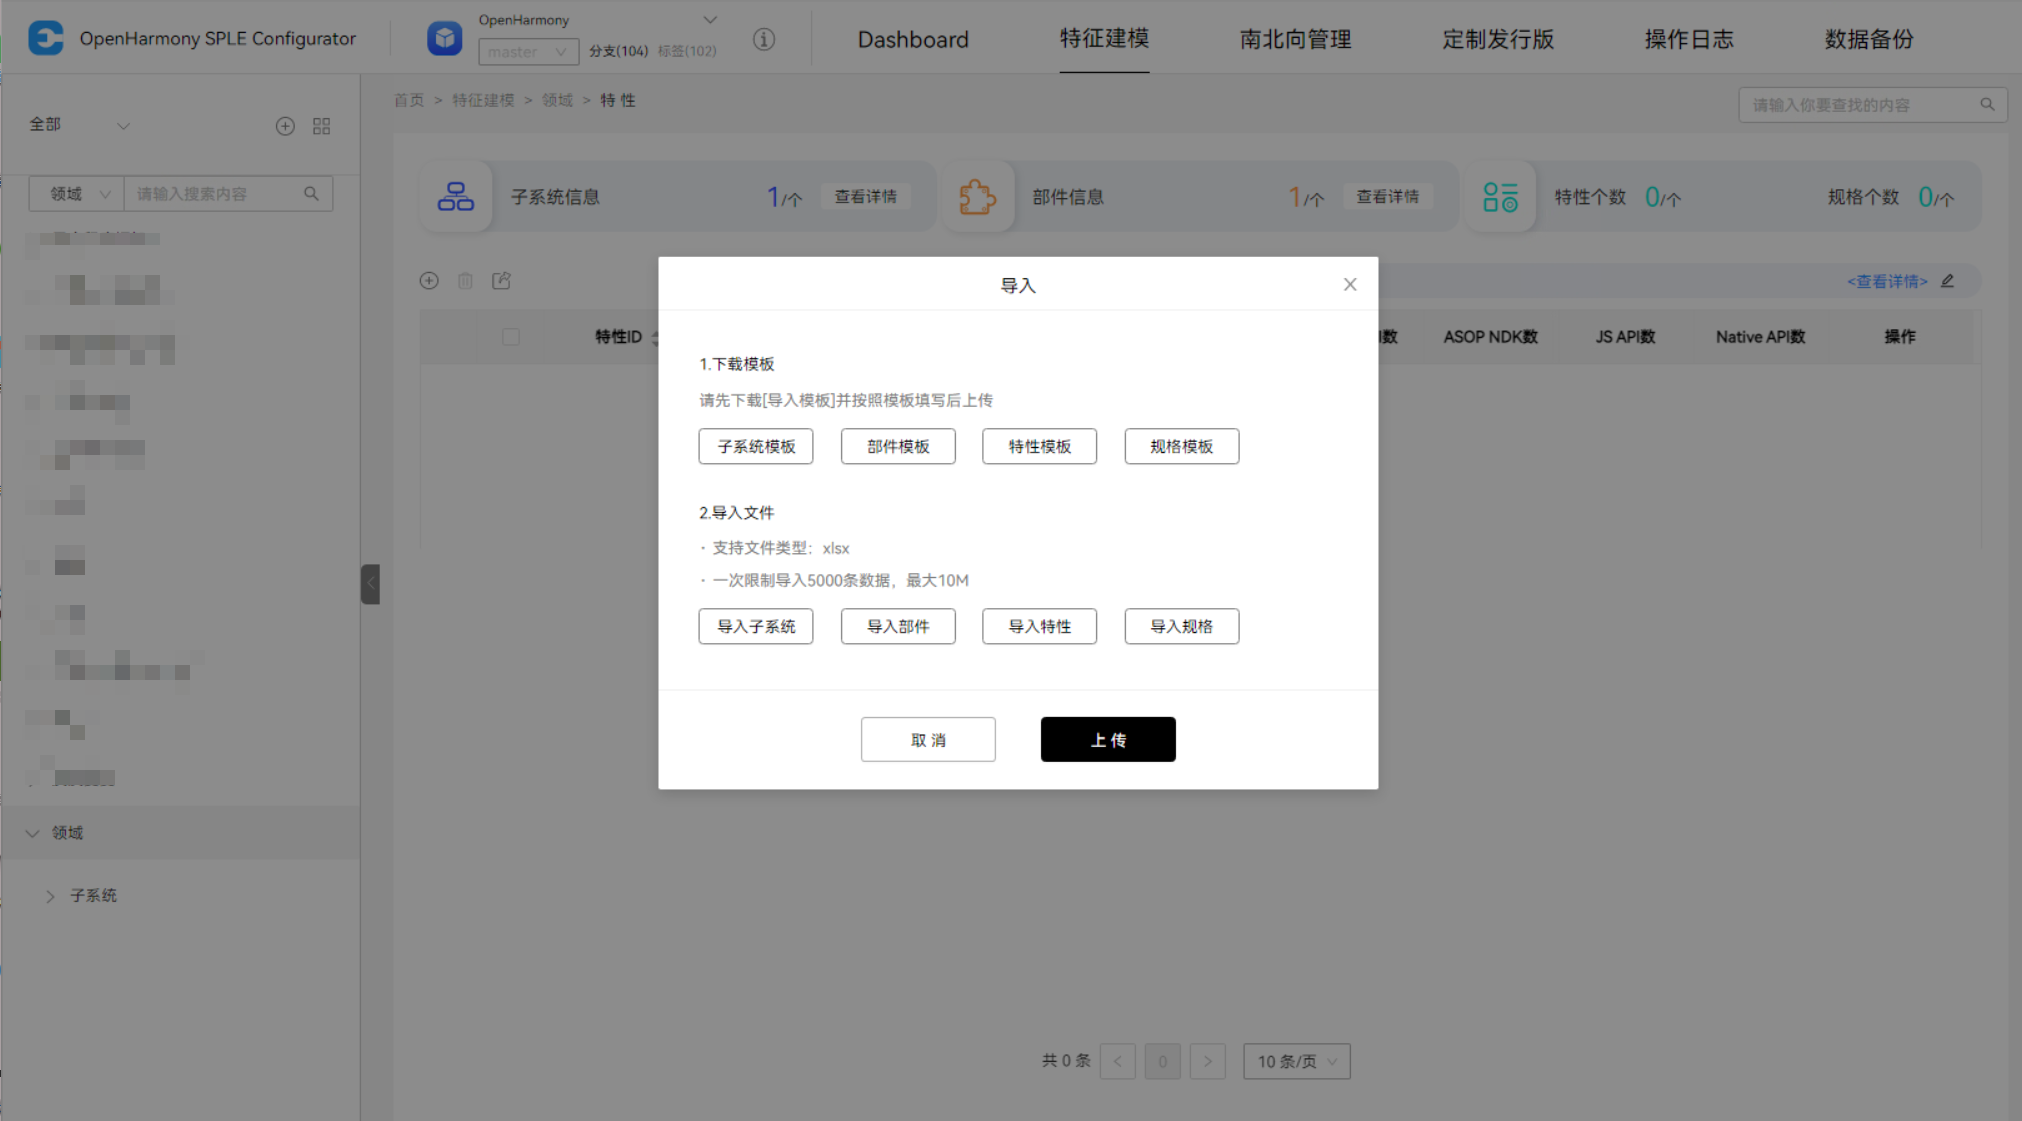 OpenHarmony SPLE Configurator
OpenHarmony
master
分支(104) 标签(102)
Dashboard
特征建模
南北向管理
定制发行版
操作日志
数据备份
全部
首页 > 特征建模 > 领域 > 特 性
请输入你要查找的内容
领域
请输入搜索内容
子系统信息
1/个
查看详情
部件信息
1/个
查看详情
特性个数 0/个
规格个数 0/个
<查看详情>
特性ID
数
ASOP NDK数
JS API数
Native API数
操作
导入
1.下载模板
请先下载[导入模板]并按照模板填写后上传
子系统模板
部件模板
特性模板
规格模板
2.导入文件
· 支持文件类型：xlsx
· 一次限制导入5000条数据，最大10M
导入子系统
导入部件
导入特性
导入规格
取 消
上 传
领域
子系统
共 0 条
0
10 条/页